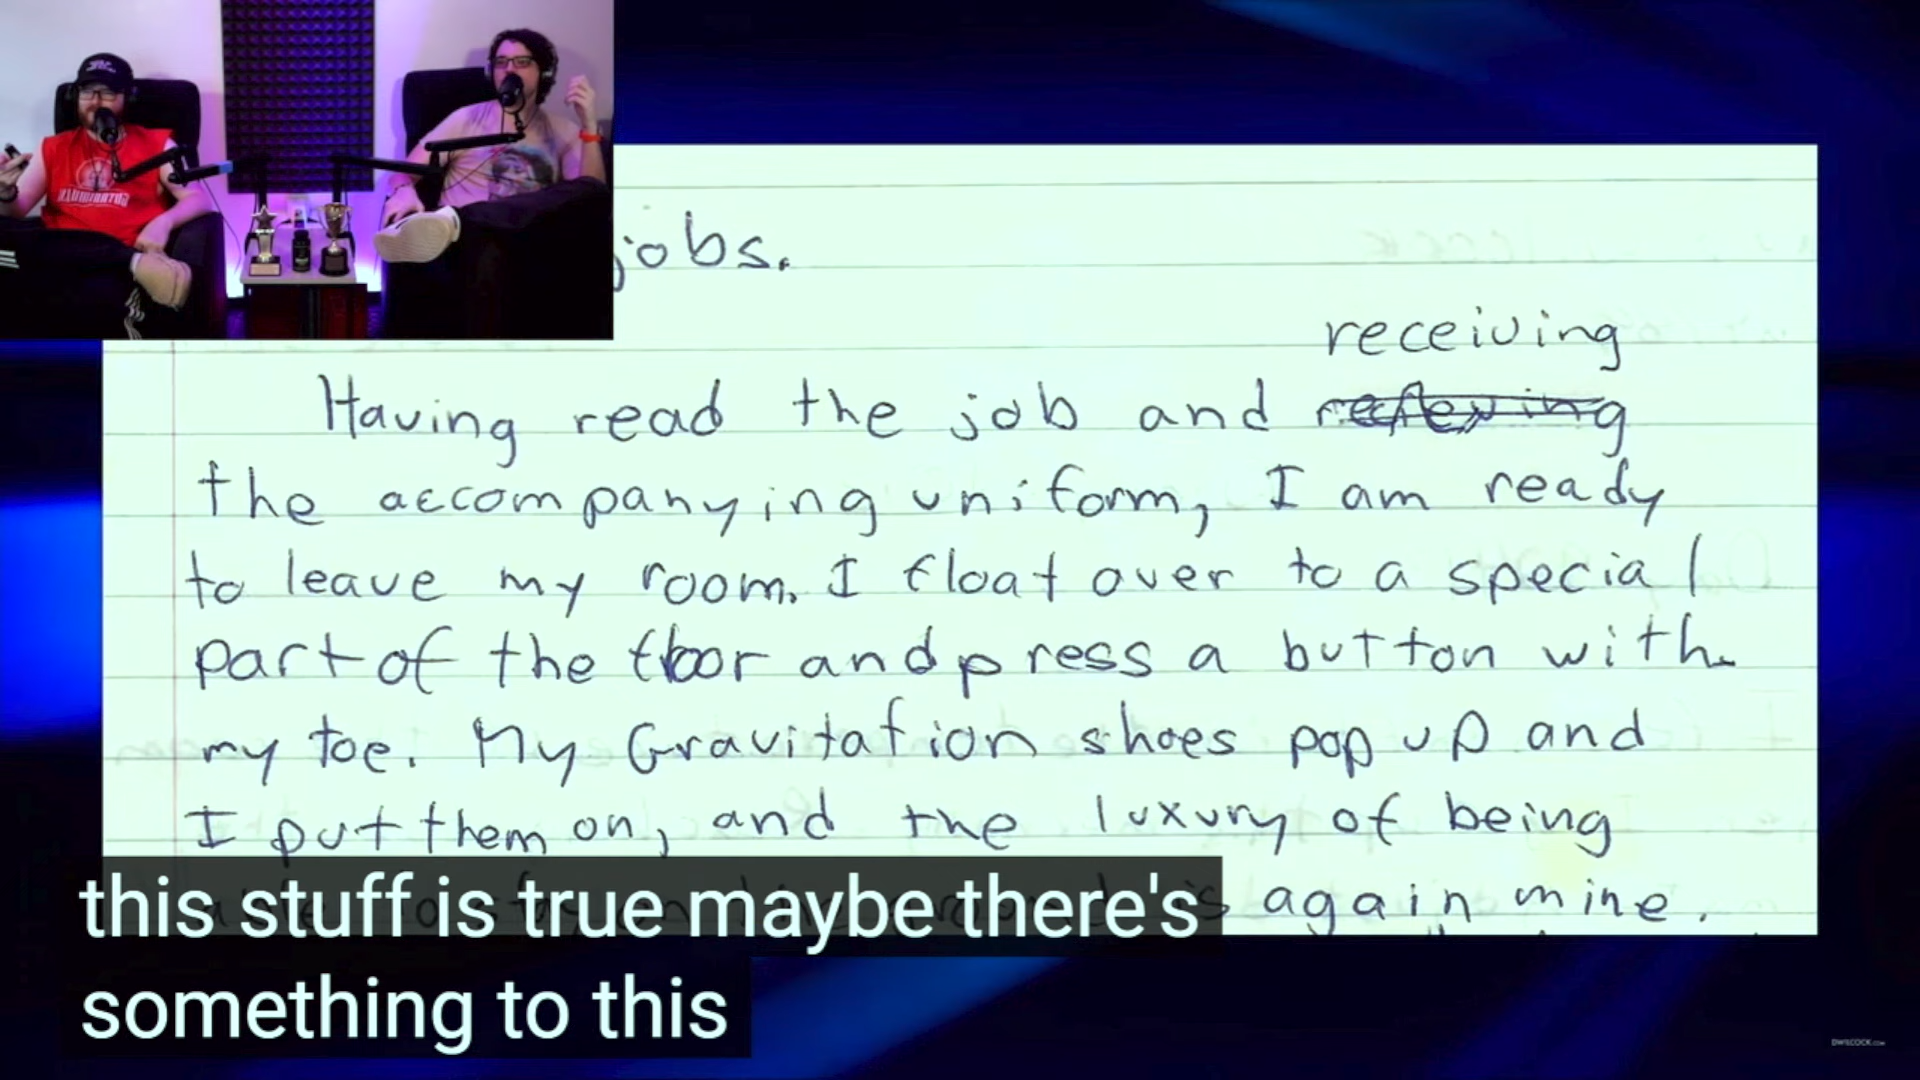 jobs.
receiving
Having read the job and
the accompanying uniform, I am ready
to leave my room. I float over to a special
part of the floor and press a button with
my toe. My Gravitation shoes pop up and
I put them on, and the luxury of being
again mine.
this stuff is true maybe there's
something to this
DWILCOCK.COM